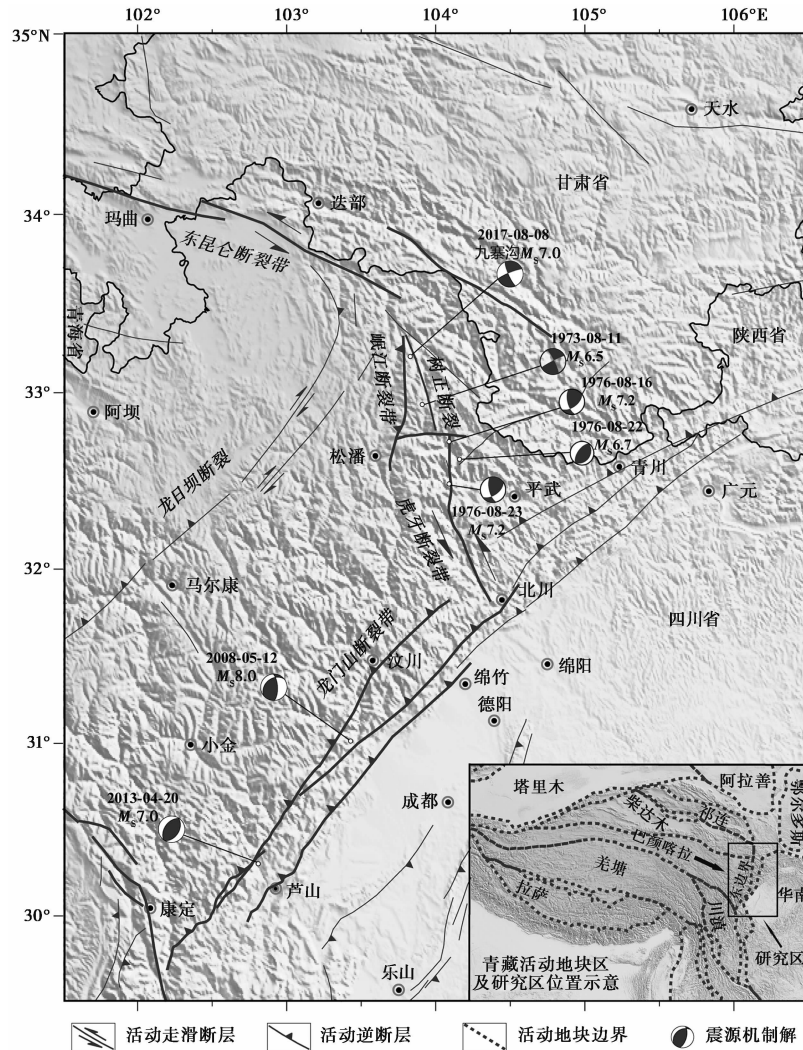 102°
103°
104°
105°
106°E
35°N
34°
33°
32°
31°
30°
天水
甘肃省
迭部
玛曲
东昆仑断裂带
2017-08-08
九寨沟Ms7.0
青海省
岷江断裂带
树正断裂
1973-08-11
Ms6.5
陕西省
1976-08-16
Ms7.2
1976-08-22
Ms6.7
阿坝
松潘
青川
龙日坝断裂
平武
广元
1976-08-23
Ms7.2
虎牙断裂带
马尔康
北川
四川省
龙门山断裂带
2008-05-12
Ms8.0
汶川
绵阳
绵竹
德阳
小金
2013-04-20
Ms7.0
成都
芦山
康定
乐山
塔里木
阿拉善
鄂尔多斯
柴达木
祁连
巴颜喀拉
羌塘
东边界
拉萨
川滇
华南
研究区
青藏活动地块区
及研究区位置示意
活动走滑断层
活动逆断层
活动地块边界
震源机制解